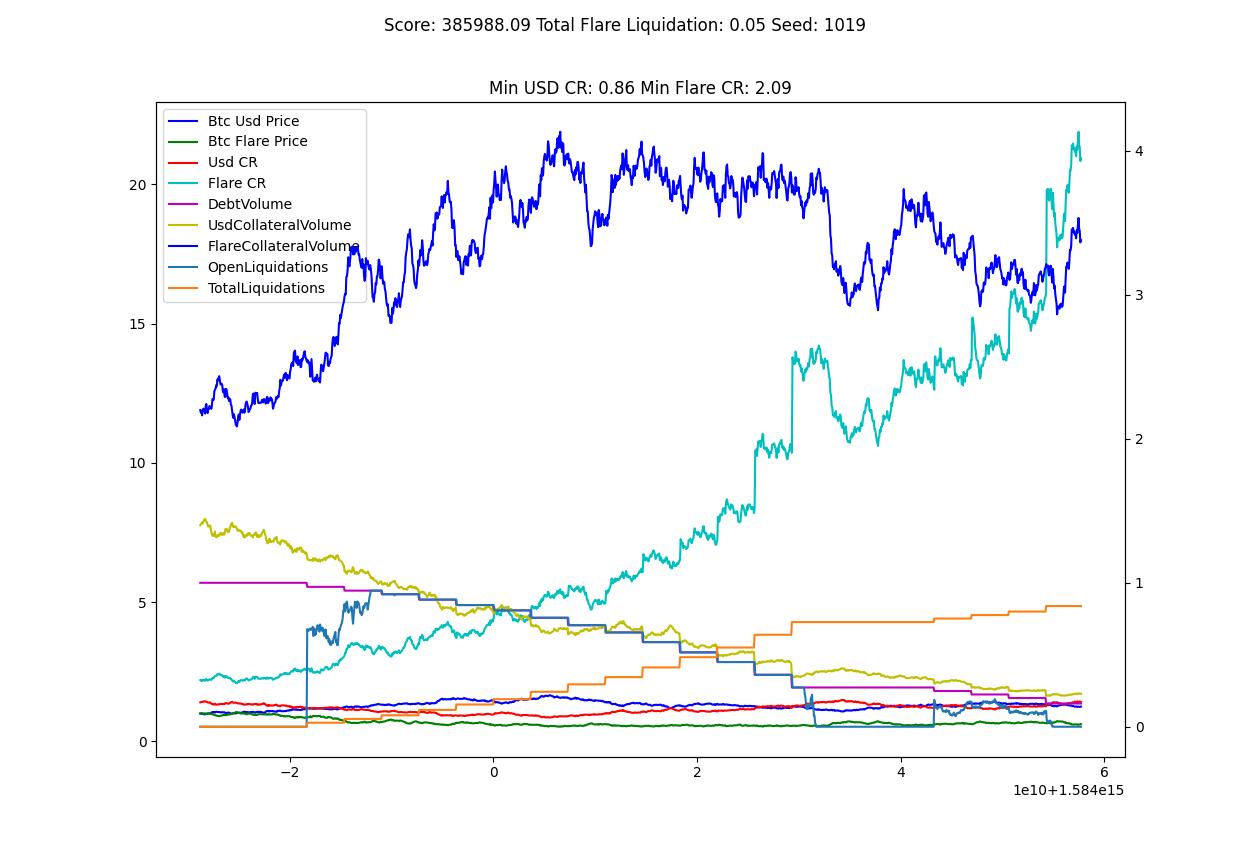 Score: 385988.09 Total Flare Liquidation: 0.05 Seed: 1019
Min USD CR: 0.86 Min Flare CR: 2.09
Btc Usd Price
Btc Flare Price
Usd CR
Flare CR
DebtVolume
UsdCollateralVolume
FlareCollateralVolume
OpenLiquidations
TotalLiquidations
20
15
10
5
0
4
3
2
1
0
−2
0
2
4
6
1e10+1.584e15